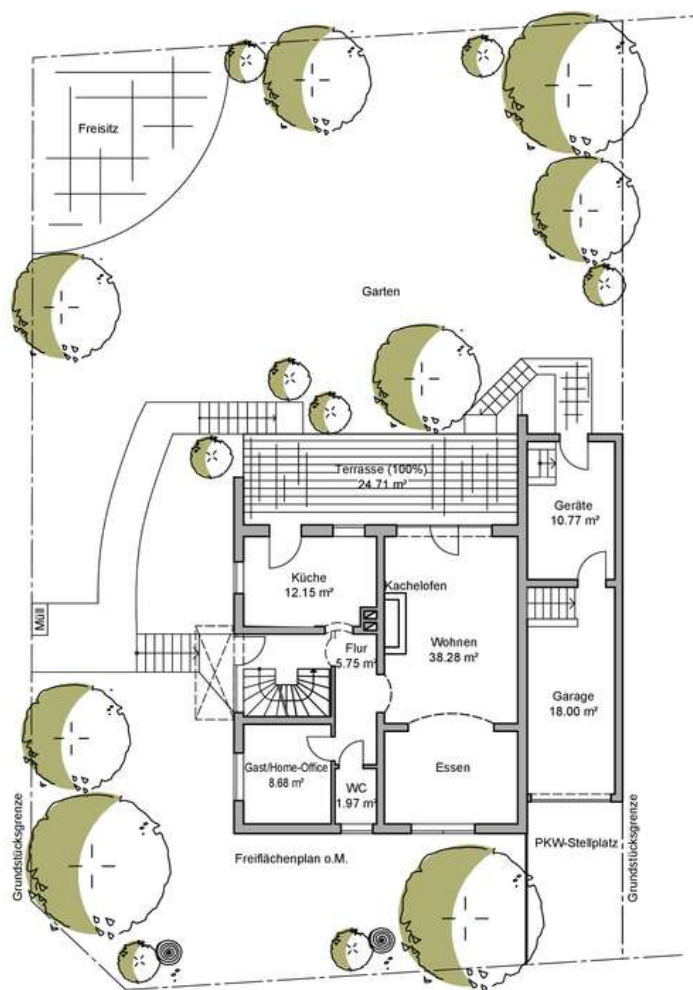 Freisitz
Garten
Terrasse (100%)
24.71 m²
Geräte
10.77 m²
Küche
12.15 m²
Kachelofen
Müll
Flur
5.75 m²
Wohnen
38.28 m²
Garage
18.00 m²
Gast/Home-Office
8.68 m²
Essen
WC
1.97 m²
Grundstücksgrenze
Freiflächenplan o.M.
PKW-Stellplatz
Grundstücksgrenze